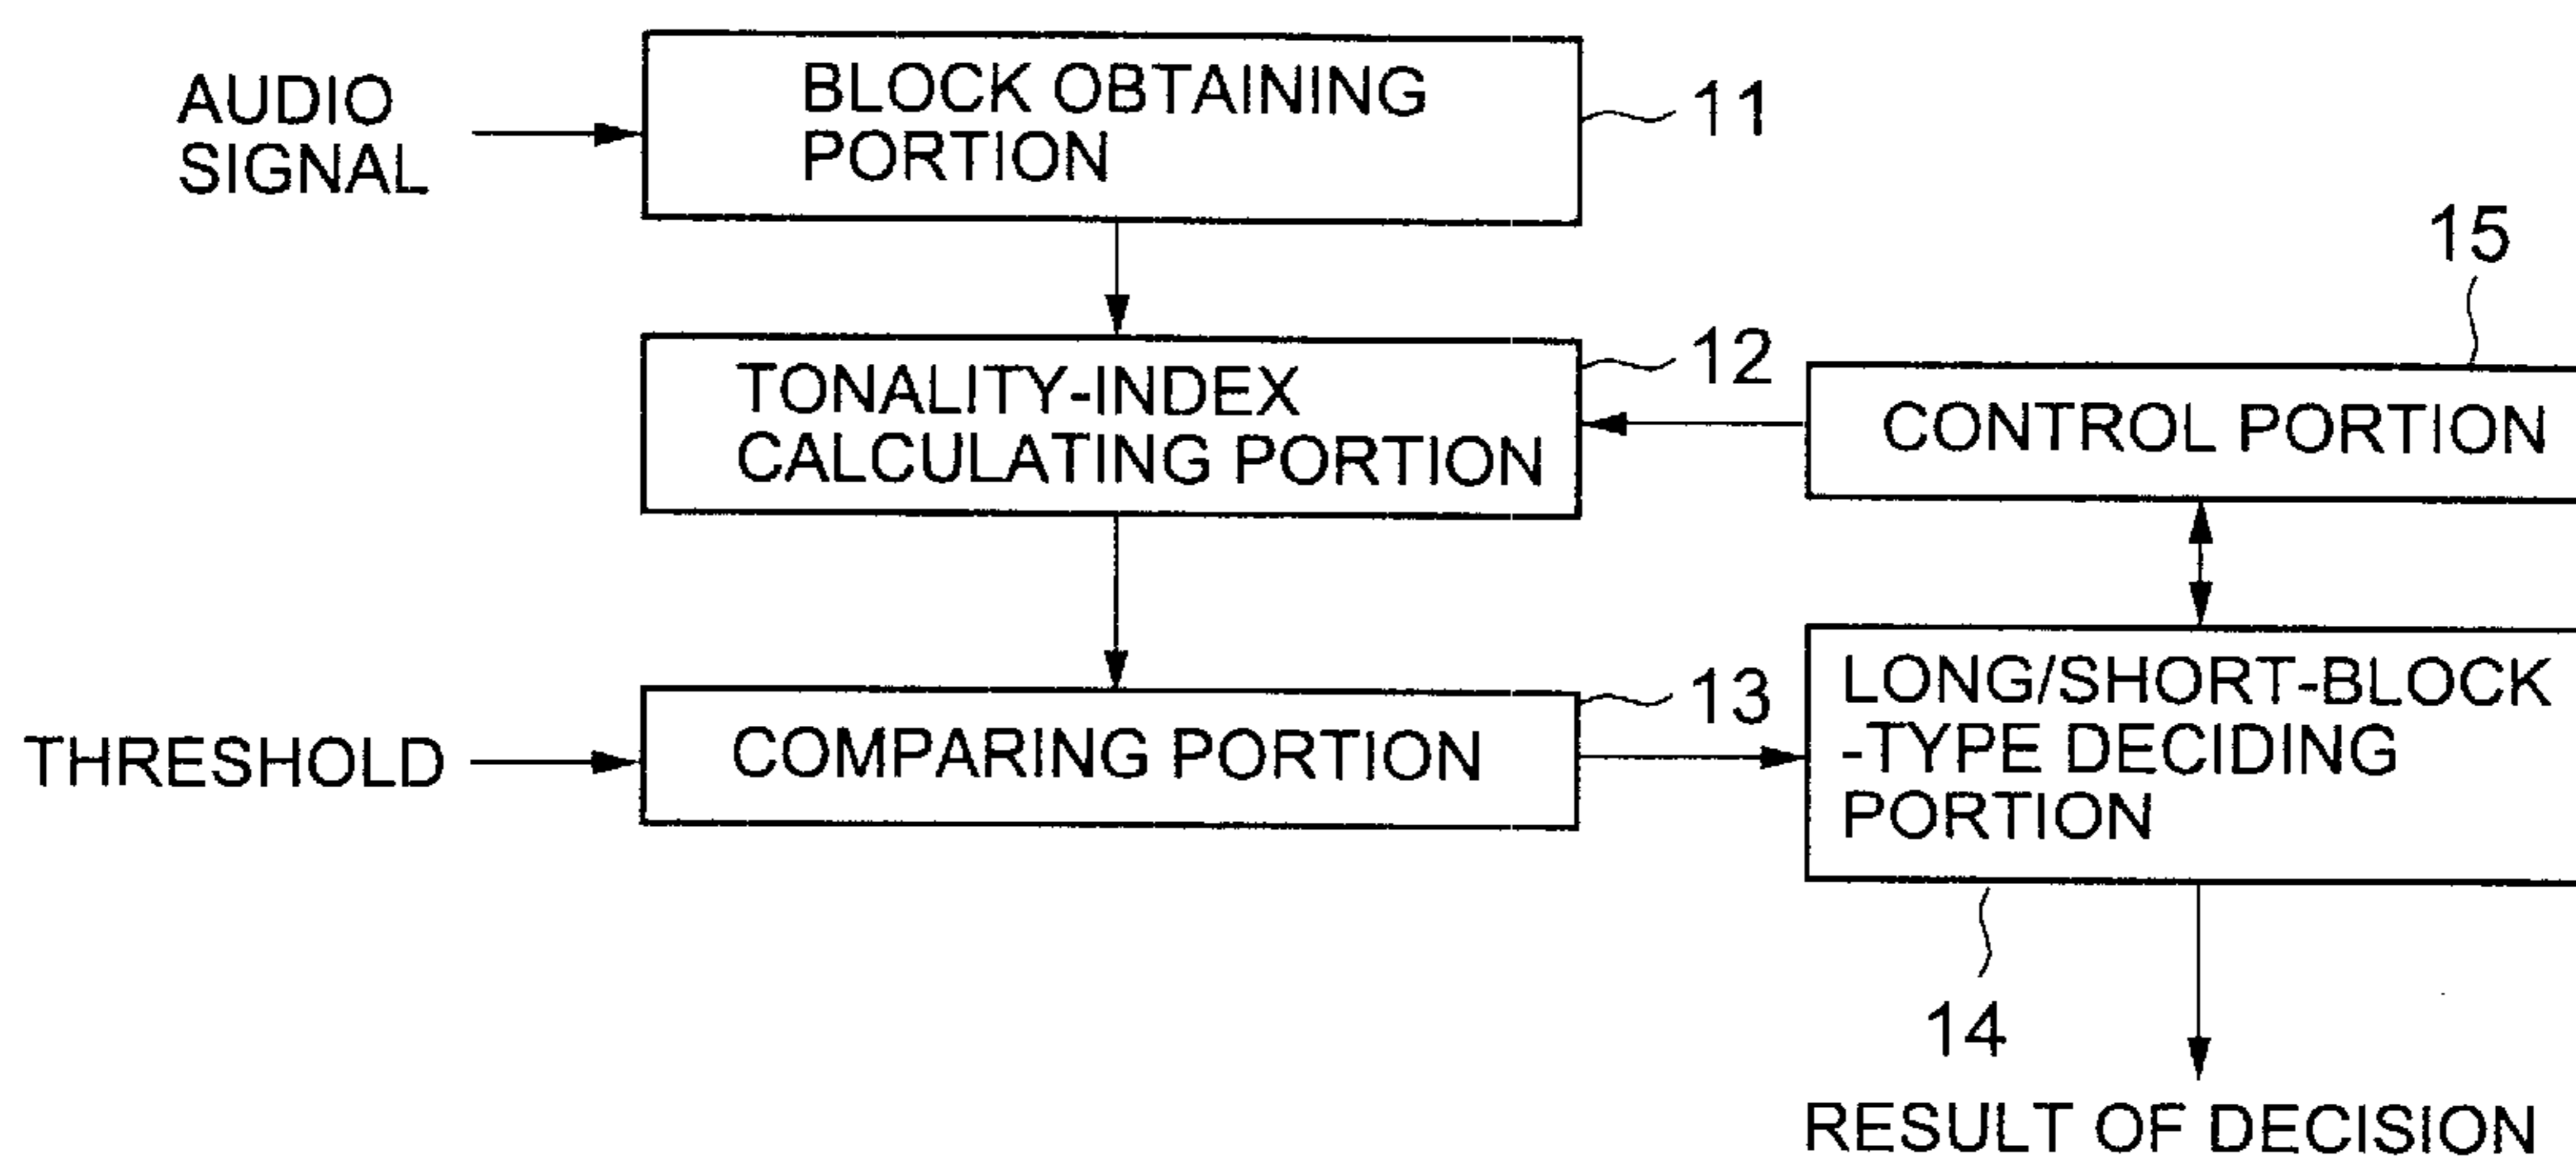 AUDIO
SIGNAL
BLOCK OBTAINING
PORTION
11
TONALITY-INDEX
CALCULATING PORTION
12
15
CONTROL PORTION
THRESHOLD
COMPARING PORTION
13
LONG/SHORT-BLOCK
-TYPE DECIDING
PORTION
14
RESULT OF DECISION